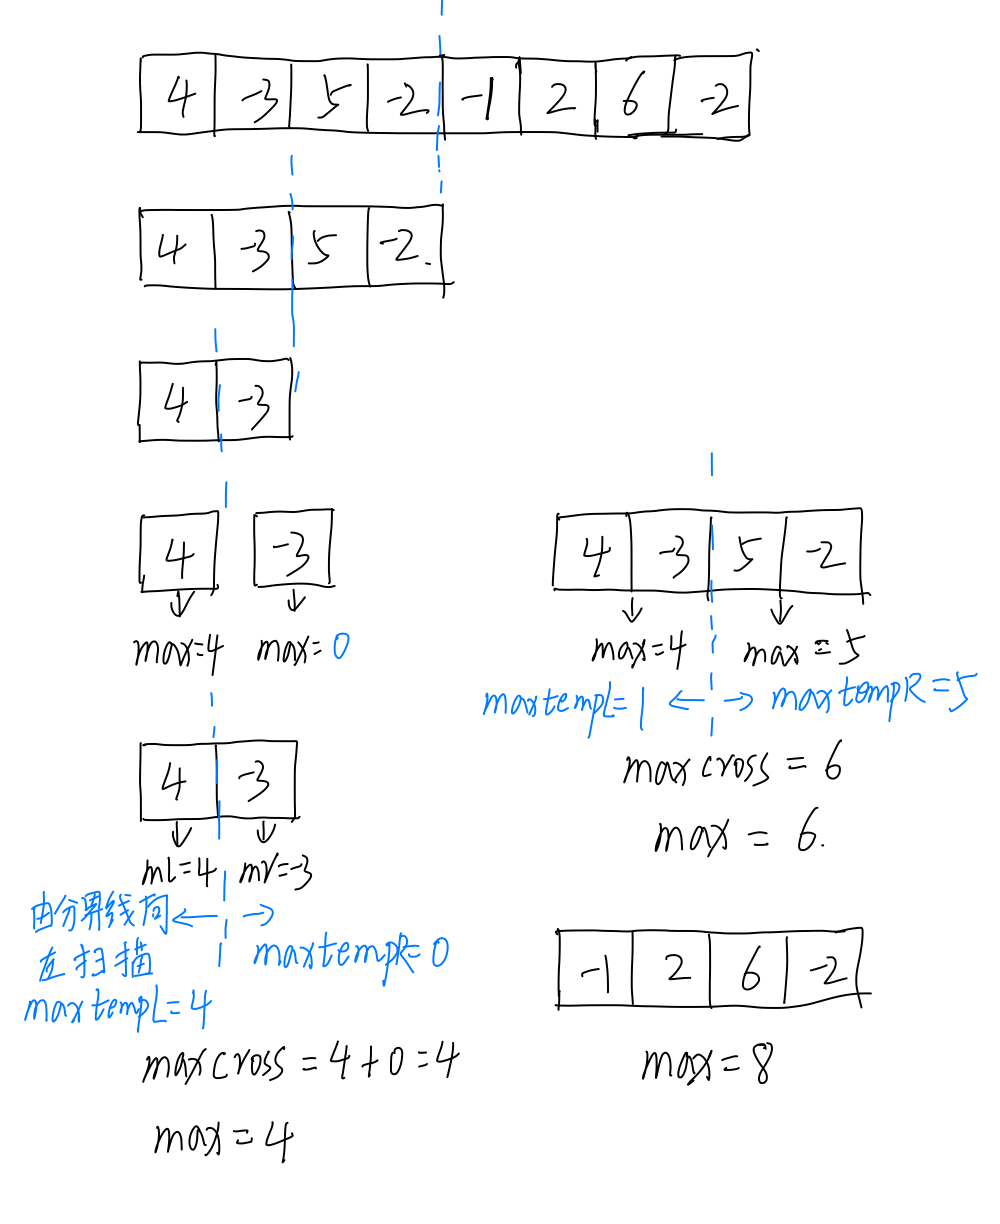 4 -3 5 -2 -1 2 6 -2
4 -3 5 -2.
4 -3
4 -3
max=4 max=0
4 -3
ml=4 mr=-3
由分界线向
左扫描
maxtempL=4
maxtempR=0
maxcross=4+0=4
max=4
4 -3 5 -2
max=4 max=5
maxtempL=1 maxtempR=5
maxcross=6
max=6.
-1 2 6 -2
max=8